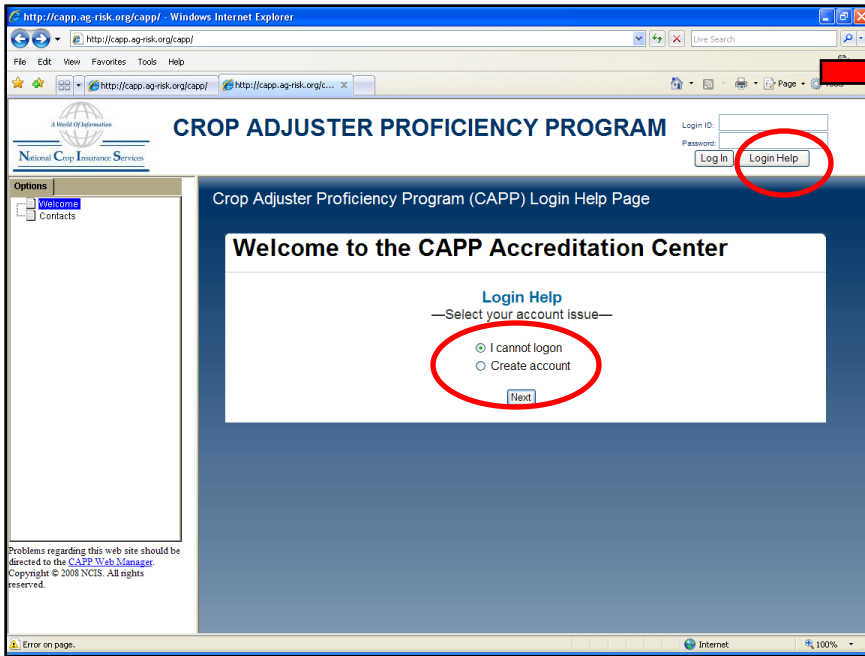 http://capp.ag-risk.org/capp/ - Windows Internet Explorer
http://capp.ag-risk.org/capp/
Live Search
File Edit View Favorites Tools Help
http://capp.ag-risk.org/capp/
http://capp.ag-risk.org/c...
Page
A World Of Information
National Crop Insurance Services
CROP ADJUSTER PROFICIENCY PROGRAM
Login ID:
Password:
Log In
Login Help
Options
Welcome
Contacts
Crop Adjuster Proficiency Program (CAPP) Login Help Page
Welcome to the CAPP Accreditation Center
Login Help
—Select your account issue—
I cannot logon
Create account
Next
Problems regarding this web site should be
directed to the CAPP Web Manager.
Copyright © 2008 NCIS. All rights
reserved.
Error on page.
Internet
100%